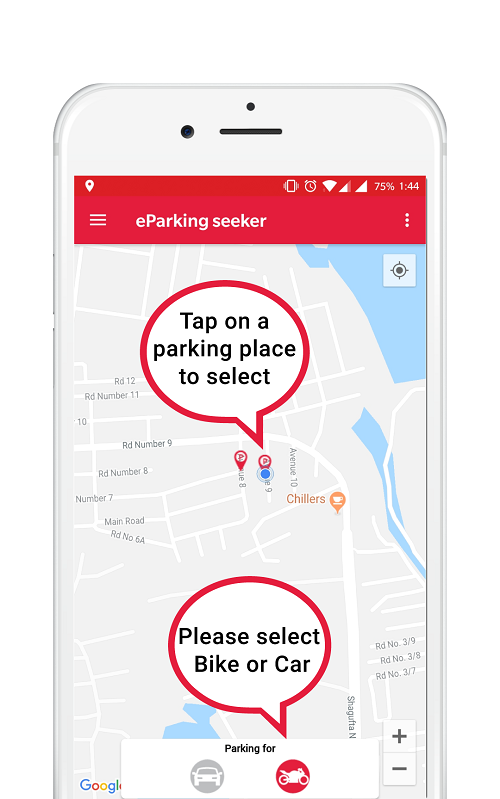 75% 1:44
eParking seeker
Tap on a
parking place
to select
Rd 12
Rd Number 11
Rd Number 9
Avenue 10
Rd Number 8
Number 7
Chillers
Main Road
Rd No 6A
Please select
Bike or Car
Rd No. 3/9
Rd No. 3/8
Rd No. 3/7
Shagufta N
Parking for
Google